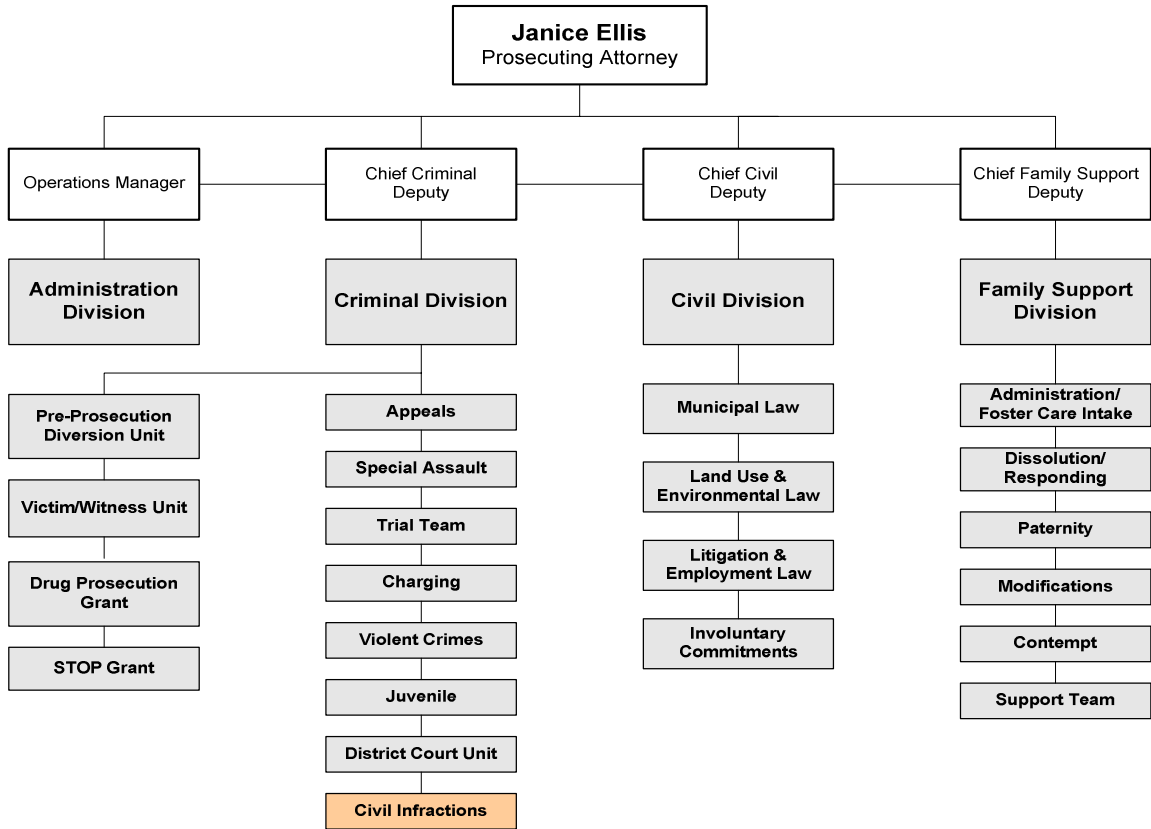 Janice Ellis
Prosecuting Attorney
Operations Manager
Chief Criminal
Deputy
Chief Civil
Deputy
Chief Family Support
Deputy
Administration
Division
Criminal Division
Civil Division
Family Support
Division
Pre-Prosecution
Diversion Unit
Victim/Witness Unit
Drug Prosecution
Grant
STOP Grant
Appeals
Special Assault
Trial Team
Charging
Violent Crimes
Juvenile
District Court Unit
Civil Infractions
Municipal Law
Land Use &
Environmental Law
Litigation &
Employment Law
Involuntary
Commitments
Administration/
Foster Care Intake
Dissolution/
Responding
Paternity
Modifications
Contempt
Support Team